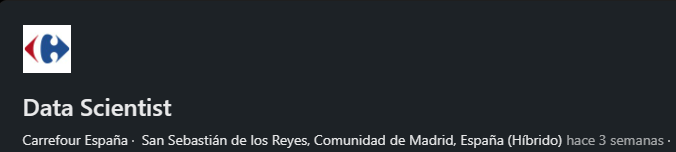 Data Scientist
Carrefour España · San Sebastián de los Reyes, Comunidad de Madrid, España (Híbrido) hace 3 semanas ·